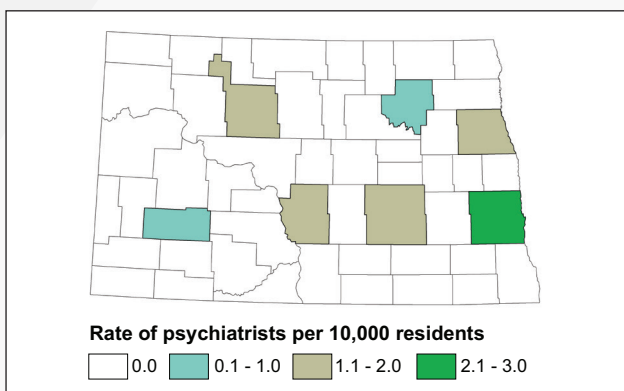 Rate of psychiatrists per 10,000 residents
0.0 0.1 - 1.0 1.1 - 2.0 2.1 - 3.0